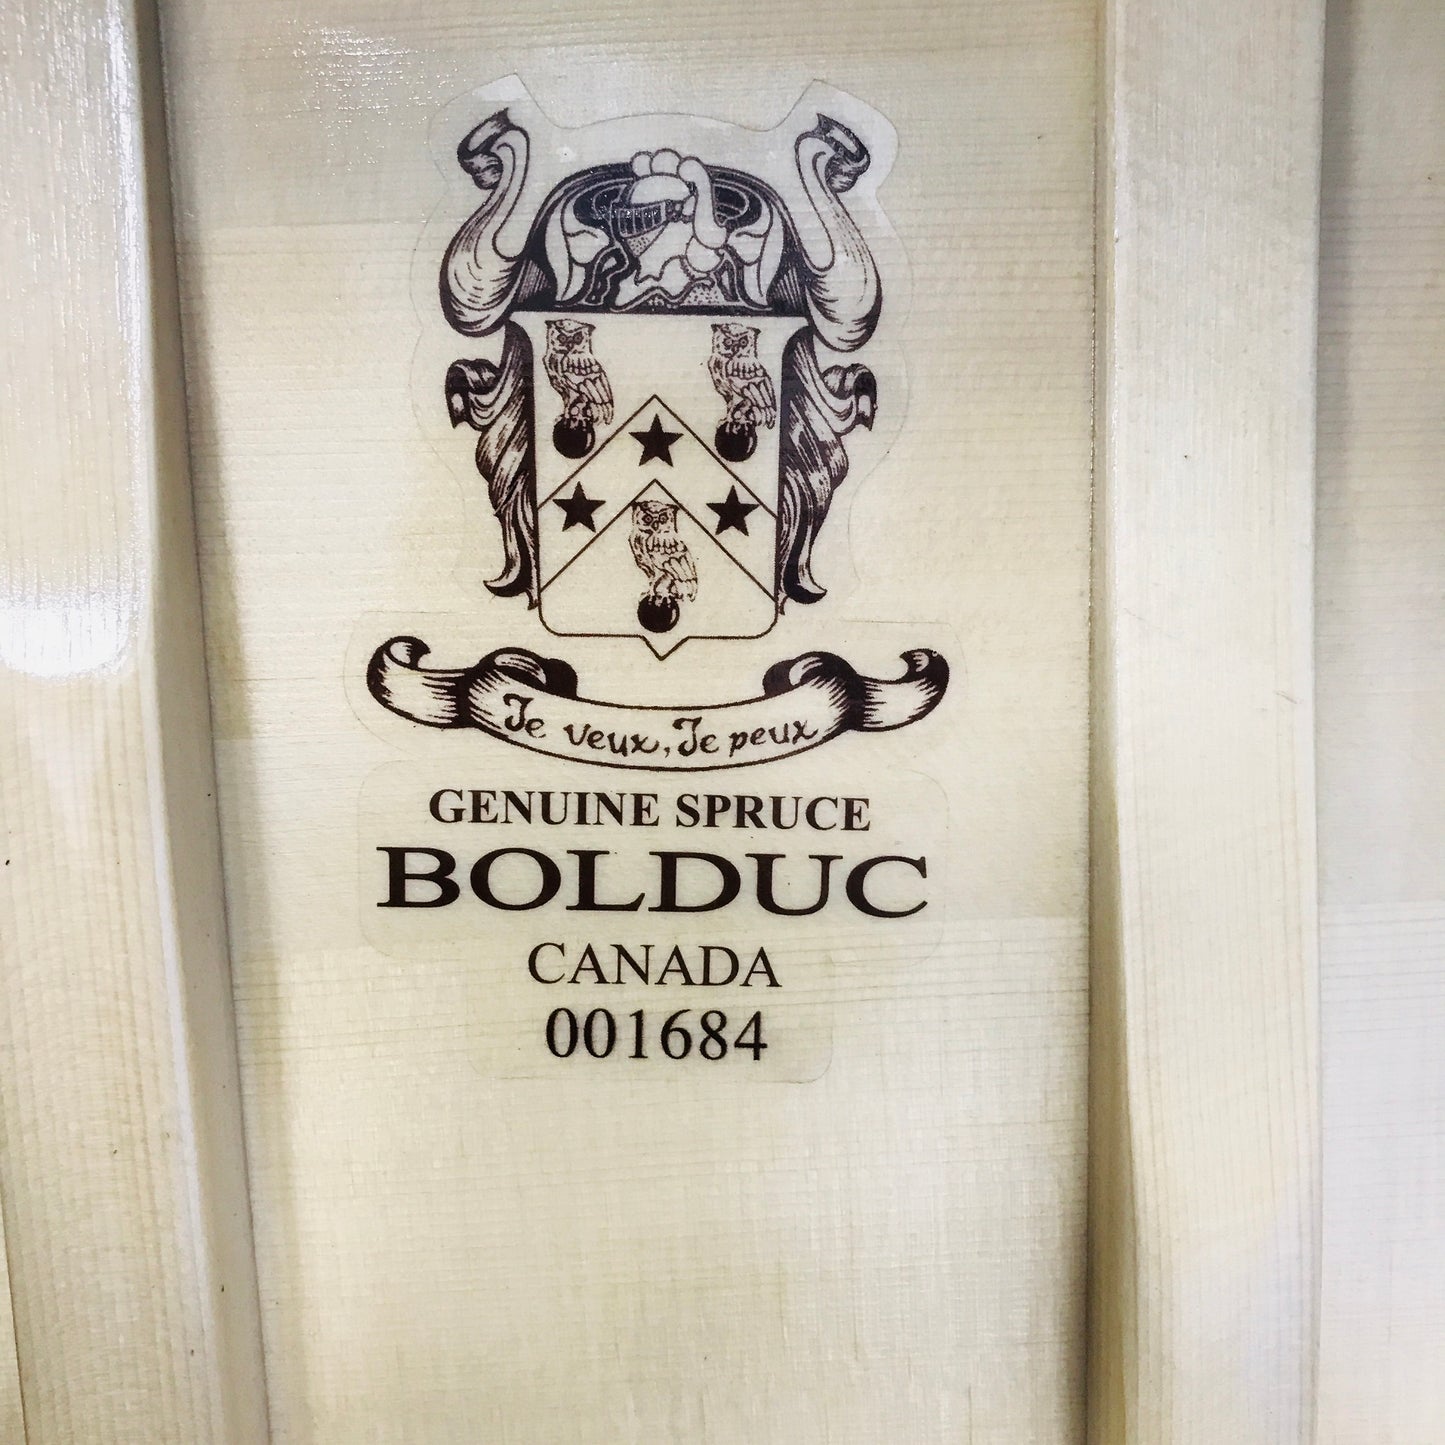 Je veux, Je peux
GENUINE SPRUCE
BOLDUC
CANADA
001684